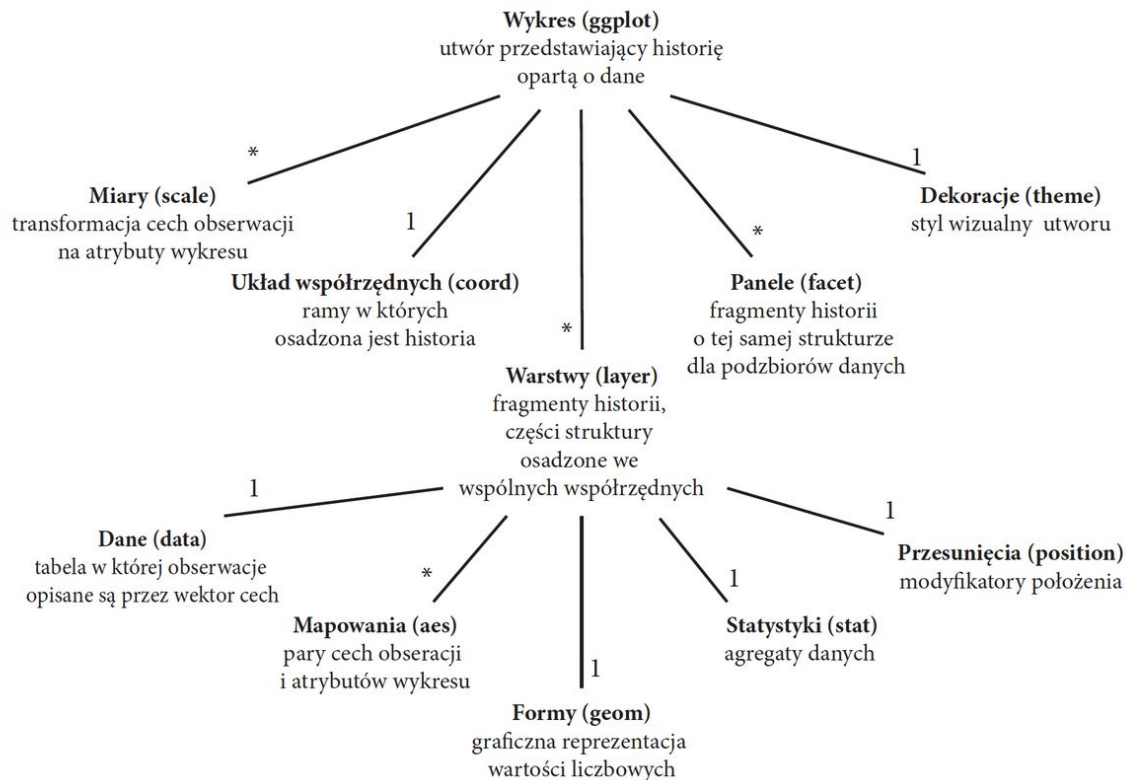 Wykres (ggplot)
utwór przedstawiający historię
opartą o dane
*
1
*
*
1
Miary (scale)
transformacja cech obserwacji
na atrybuty wykresu
Układ współrzędnych (coord)
ramy w których
osadzona jest historia
Warstwy (layer)
fragmenty historii,
części struktury
osadzone we
wspólnych współrzędnych
Panele (facet)
fragmenty historii
o tej samej strukturze
dla podzbiorów danych
Dekoracje (theme)
styl wizualny utworu
1
*
1
1
1
Dane (data)
tabela w której obserwacje
opisane są przez wektor cech
Mapowania (aes)
pary cech obseracji
i atrybutów wykresu
Formy (geom)
graficzna reprezentacja
wartości liczbowych
Statystyki (stat)
agregaty danych
Przesunięcia (position)
modyfikatory położenia